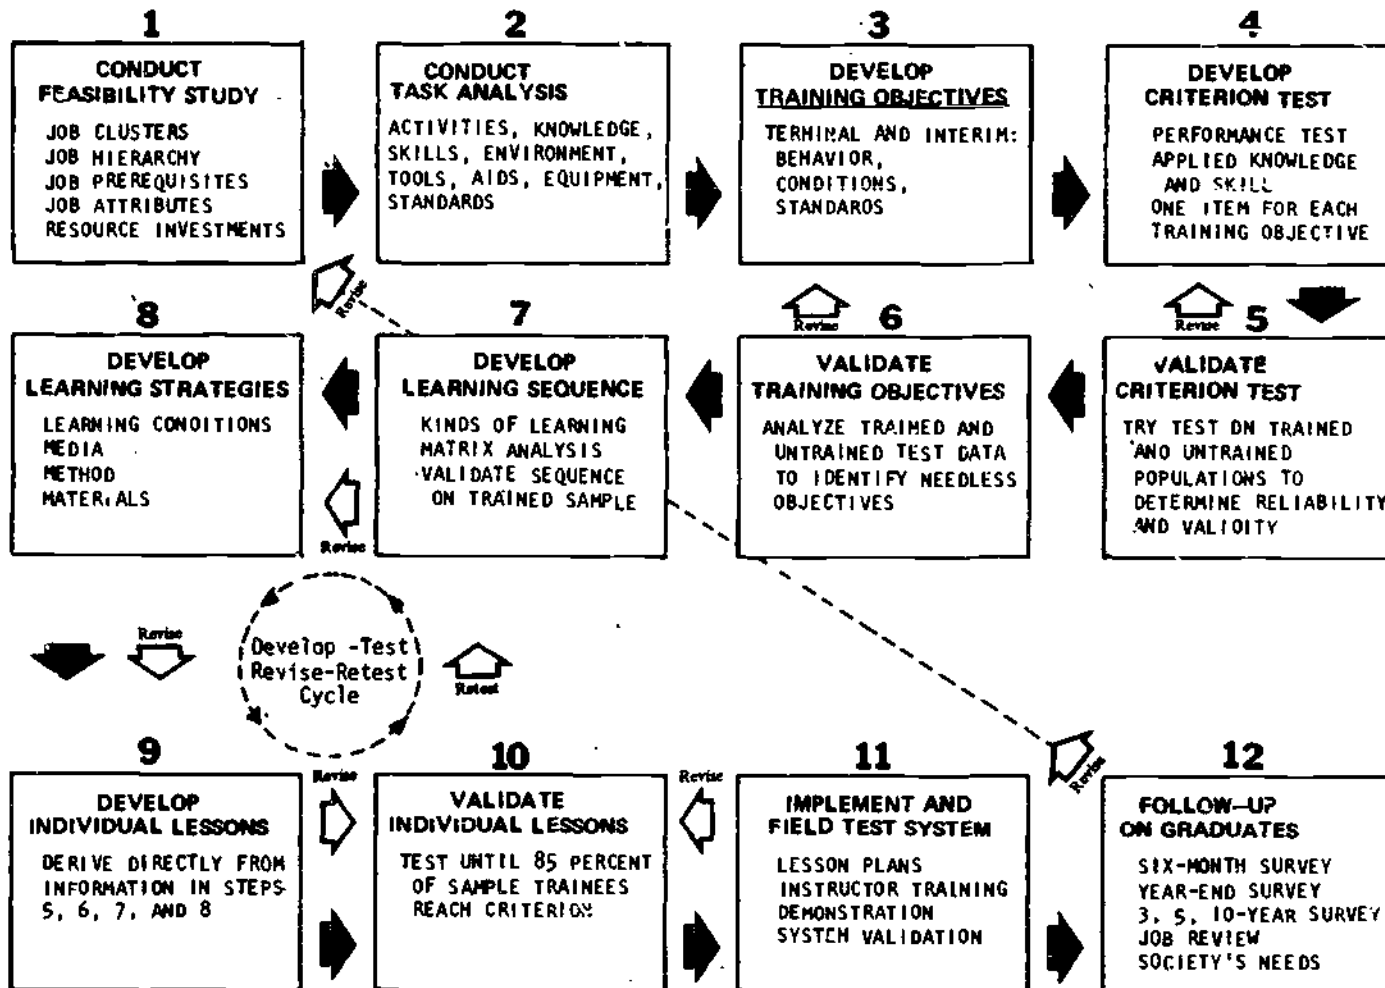 1
CONDUCT
FEASIBILITY STUDY
JOB CLUSTERS
JOB HIERARCHY
JOB PREREQUISITES
JOB ATTRIBUTES
RESOURCE INVESTMENTS
2
CONDUCT
TASK ANALYSIS
ACTIVITIES, KNOWLEDGE,
SKILLS, ENVIRONMENT,
TOOLS, AIDS, EQUIPMENT,
STANDARDS
3
DEVELOP
TRAINING OBJECTIVES
TERMINAL AND INTERIM:
BEHAVIOR,
CONDITIONS,
STANDARDS
4
DEVELOP
CRITERION TEST
PERFORMANCE TEST
APPLIED KNOWLEDGE
AND SKILL
ONE ITEM FOR EACH
TRAINING OBJECTIVE
Revise
Revise
Revise
8
DEVELOP
LEARNING STRATEGIES
LEARNING CONDITIONS
MEDIA
METHOD
MATERIALS
Revise
7
DEVELOP
LEARNING SEQUENCE
KINDS OF LEARNING
MATRIX ANALYSIS
VALIDATE SEQUENCE
ON TRAINED SAMPLE
6
VALIDATE
TRAINING OBJECTIVES
ANALYZE TRAINED AND
UNTRAINED TEST DATA
TO IDENTIFY NEEDLESS
OBJECTIVES
5
VALIDATE
CRITERION TEST
TRY TEST ON TRAINED
AND UNTRAINED
POPULATIONS TO
DETERMINE RELIABILITY
AND VALIDITY
Revise
Develop -Test
Revise-Retest
Cycle
Retest
9
DEVELOP
INDIVIDUAL LESSONS
DERIVE DIRECTLY FROM
INFORMATION IN STEPS
5, 6, 7, AND 8
Revise
10
VALIDATE
INDIVIDUAL LESSONS
TEST UNTIL 85 PERCENT
OF SAMPLE TRAINEES
REACH CRITERION
Revise
11
IMPLEMENT AND
FIELD TEST SYSTEM
LESSON PLANS
INSTRUCTOR TRAINING
DEMONSTRATION
SYSTEM VALIDATION
Revise
12
FOLLOW-UP
ON GRADUATES
SIX-MONTH SURVEY
YEAR-END SURVEY
3, 5, 10-YEAR SURVEY
JOB REVIEW
SOCIETY'S NEEDS